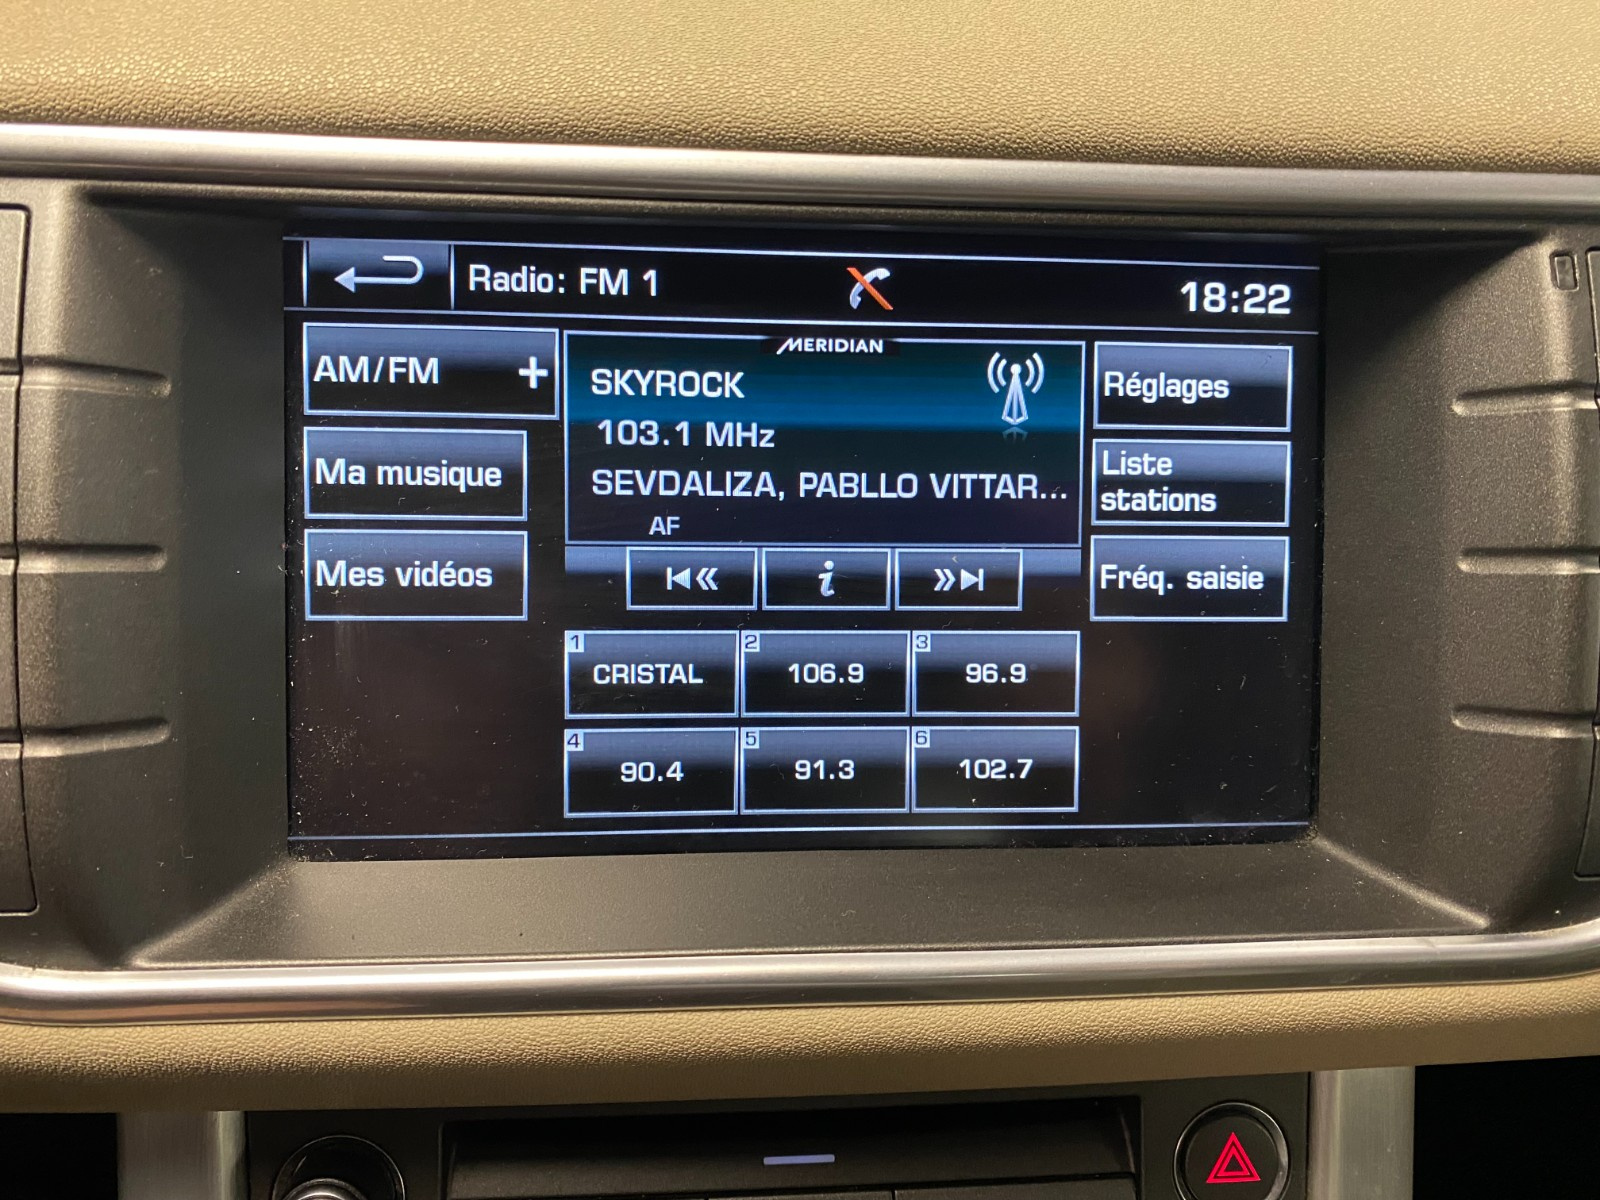 Radio: FM 1
18:22
AM/FM +
MERIDIAN
SKYROCK
103.1 MHz
SEVDALIZA, PABLLO VITTAR...
AF
Réglages
Ma musique
Liste
stations
Mes vidéos
i
Fréq. saisie
1
CRISTAL
2
106.9
3
96.9
4
90.4
5
91.3
6
102.7